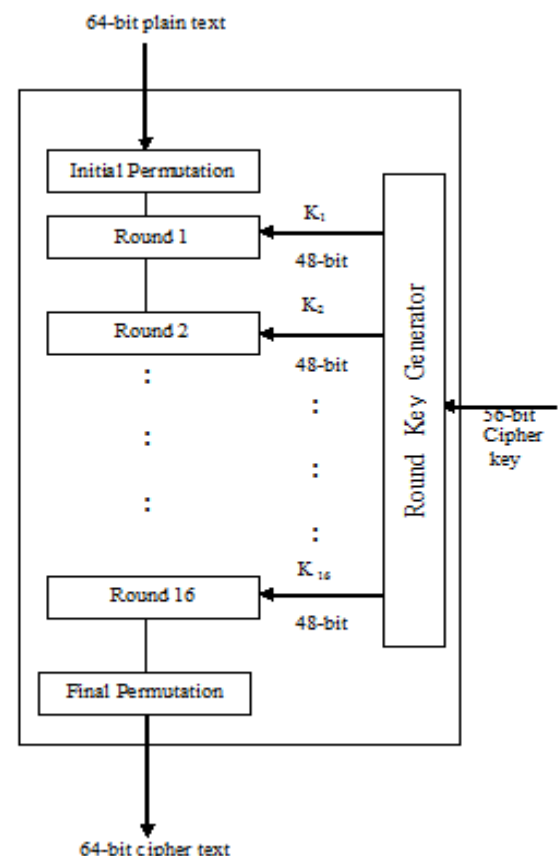 64-bit plain text
Initial Permutation
K₁
Round 1
48-bit
K₂
Round 2
48-bit
Round Key Generator
56-bit
Cipher
key
:
:
:
:
:
:
:
K₁₆
Round 16
48-bit
Final Permutation
64-bit cipher text